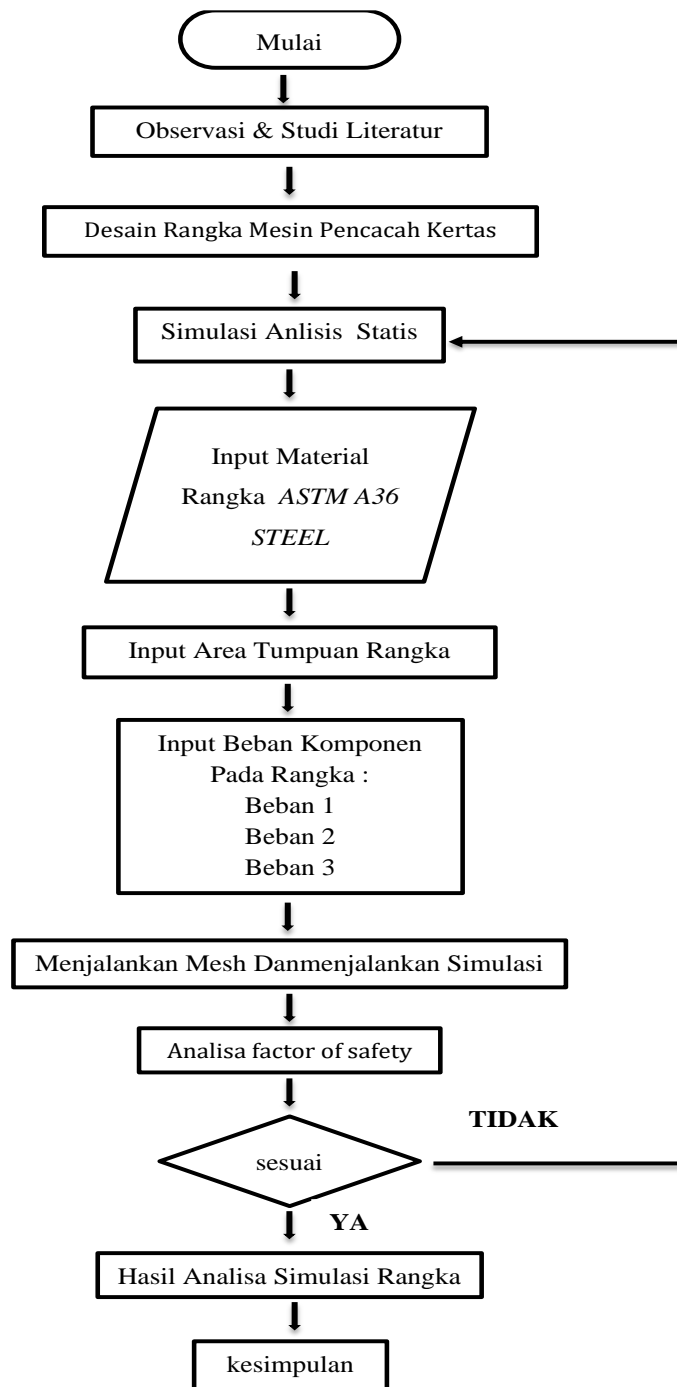 Mulai
Observasi & Studi Literatur
Desain Rangka Mesin Pencacah Kertas
Simulasi Anlisis Statis
Input Material
Rangka ASTM A36
STEEL
Input Area Tumpuan Rangka
Input Beban Komponen
Pada Rangka :
Beban 1
Beban 2
Beban 3
Menjalankan Mesh Danmenjalankan Simulasi
Analisa factor of safety
TIDAK
sesuai
YA
Hasil Analisa Simulasi Rangka
kesimpulan